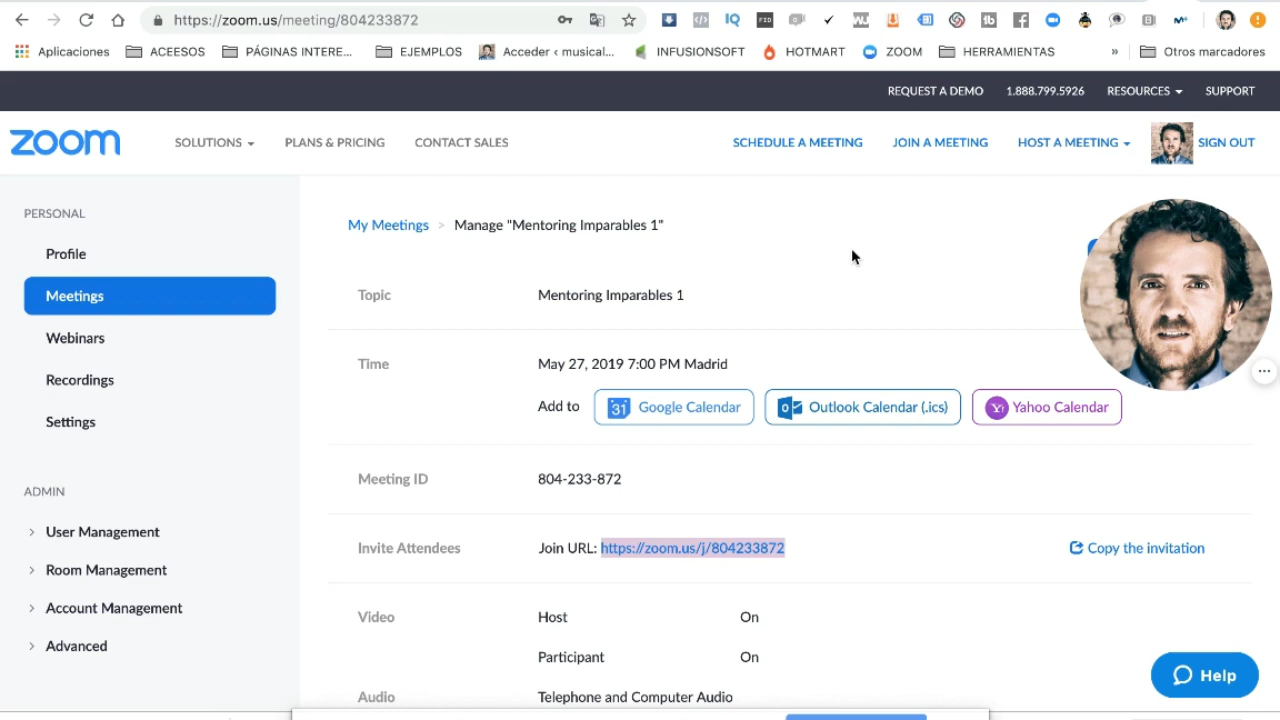 https://zoom.us/meeting/804233872
Aplicaciones ACEESOS PÁGINAS INTERE... EJEMPLOS Acceder ‹ musical... INFUSIONSOFT HOTMART ZOOM HERRAMIENTAS » Otros marcadores
REQUEST A DEMO 1.888.799.5926 RESOURCES SUPPORT
zoom SOLUTIONS PLANS & PRICING CONTACT SALES SCHEDULE A MEETING JOIN A MEETING HOST A MEETING SIGN OUT
PERSONAL
Profile
Meetings
Webinars
Recordings
Settings
ADMIN
User Management
Room Management
Account Management
Advanced
My Meetings > Manage "Mentoring Imparables 1"
Topic Mentoring Imparables 1
Time May 27, 2019 7:00 PM Madrid
Add to 31 Google Calendar Outlook Calendar (.ics) Yahoo Calendar
Meeting ID 804-233-872
Invite Attendees Join URL: https://zoom.us/j/804233872 Copy the invitation
Video Host On
Participant On
Audio Telephone and Computer Audio
Help